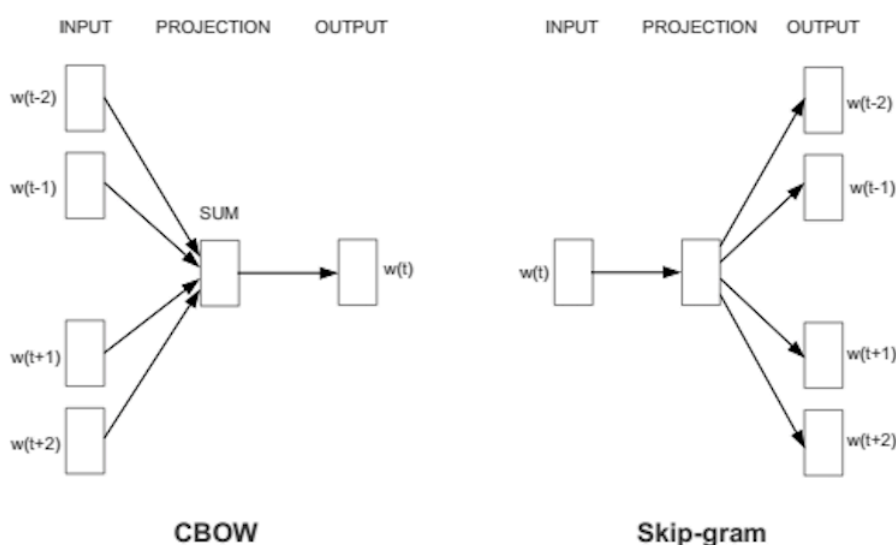 INPUT PROJECTION OUTPUT
w(t-2)
w(t-1)
SUM
w(t)
w(t+1)
w(t+2)
CBOW
INPUT PROJECTION OUTPUT
w(t-2)
w(t-1)
w(t)
w(t+1)
w(t+2)
Skip-gram